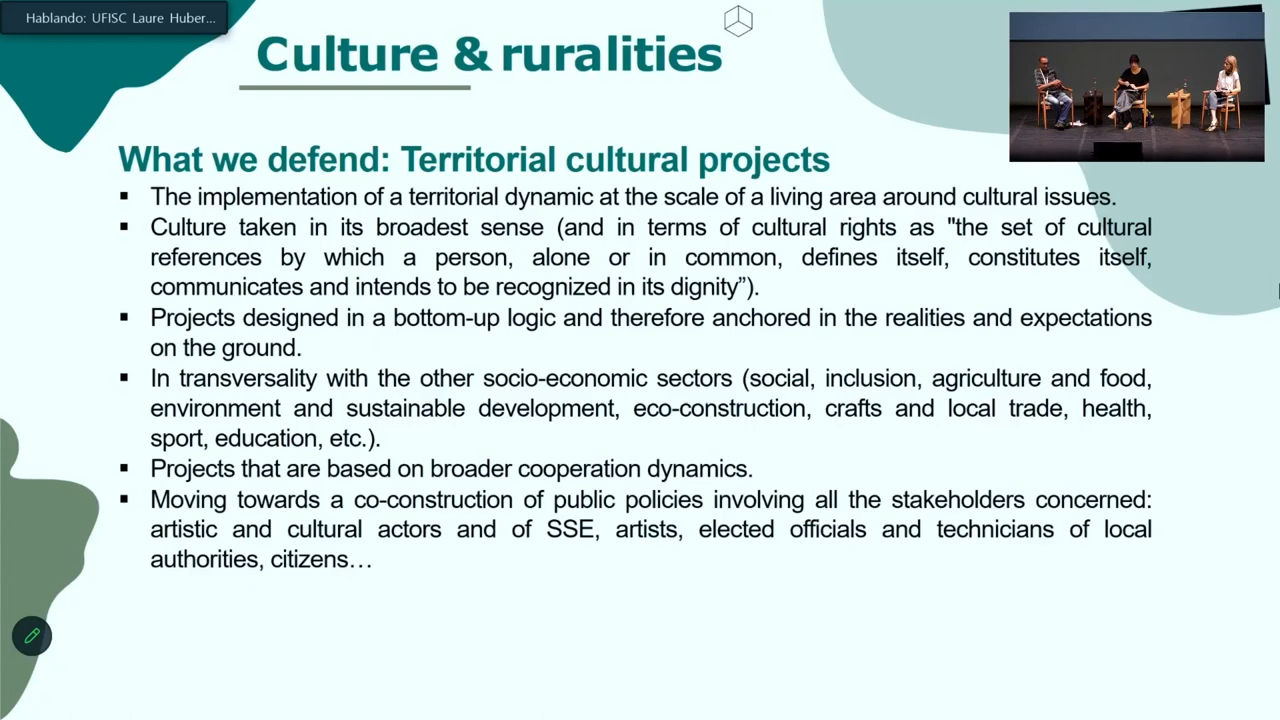 Hablando: UFISC Laure Huber...
Culture & ruralities
What we defend: Territorial cultural projects
▪ The implementation of a territorial dynamic at the scale of a living area around cultural issues.
▪ Culture taken in its broadest sense (and in terms of cultural rights as "the set of cultural
references by which a person, alone or in common, defines itself, constitutes itself,
communicates and intends to be recognized in its dignity”).
▪ Projects designed in a bottom-up logic and therefore anchored in the realities and expectations
on the ground.
▪ In transversality with the other socio-economic sectors (social, inclusion, agriculture and food,
environment and sustainable development, eco-construction, crafts and local trade, health,
sport, education, etc.).
▪ Projects that are based on broader cooperation dynamics.
▪ Moving towards a co-construction of public policies involving all the stakeholders concerned:
artistic and cultural actors and of SSE, artists, elected officials and technicians of local
authorities, citizens…